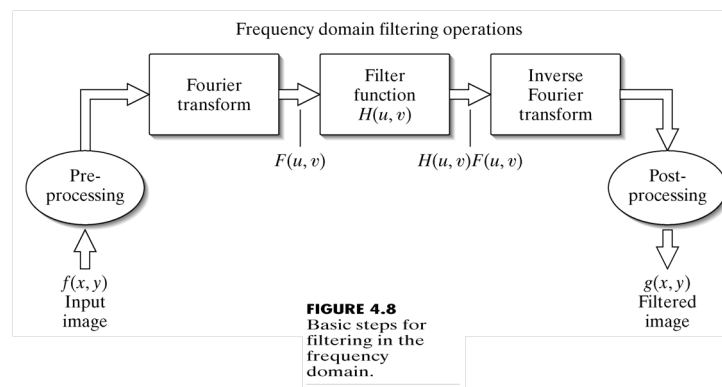 Frequency domain filtering operations
Fourier
transform
Filter
function
H(u, v)
Inverse
Fourier
transform
F(u, v)
H(u, v)F(u, v)
Pre-
processing
Post-
processing
f(x, y)
Input
image
g(x, y)
Filtered
image
FIGURE 4.8
Basic steps for
filtering in the
frequency
domain.